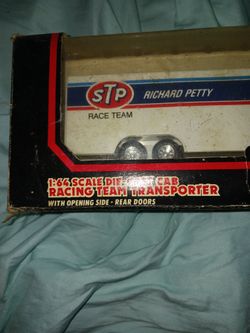 STP
RICHARD PETTY
RACE TEAM
1:64 SCALE DIE CAST CAB
RACING TEAM TRANSPORTER
WITH OPENING SIDE - REAR DOORS